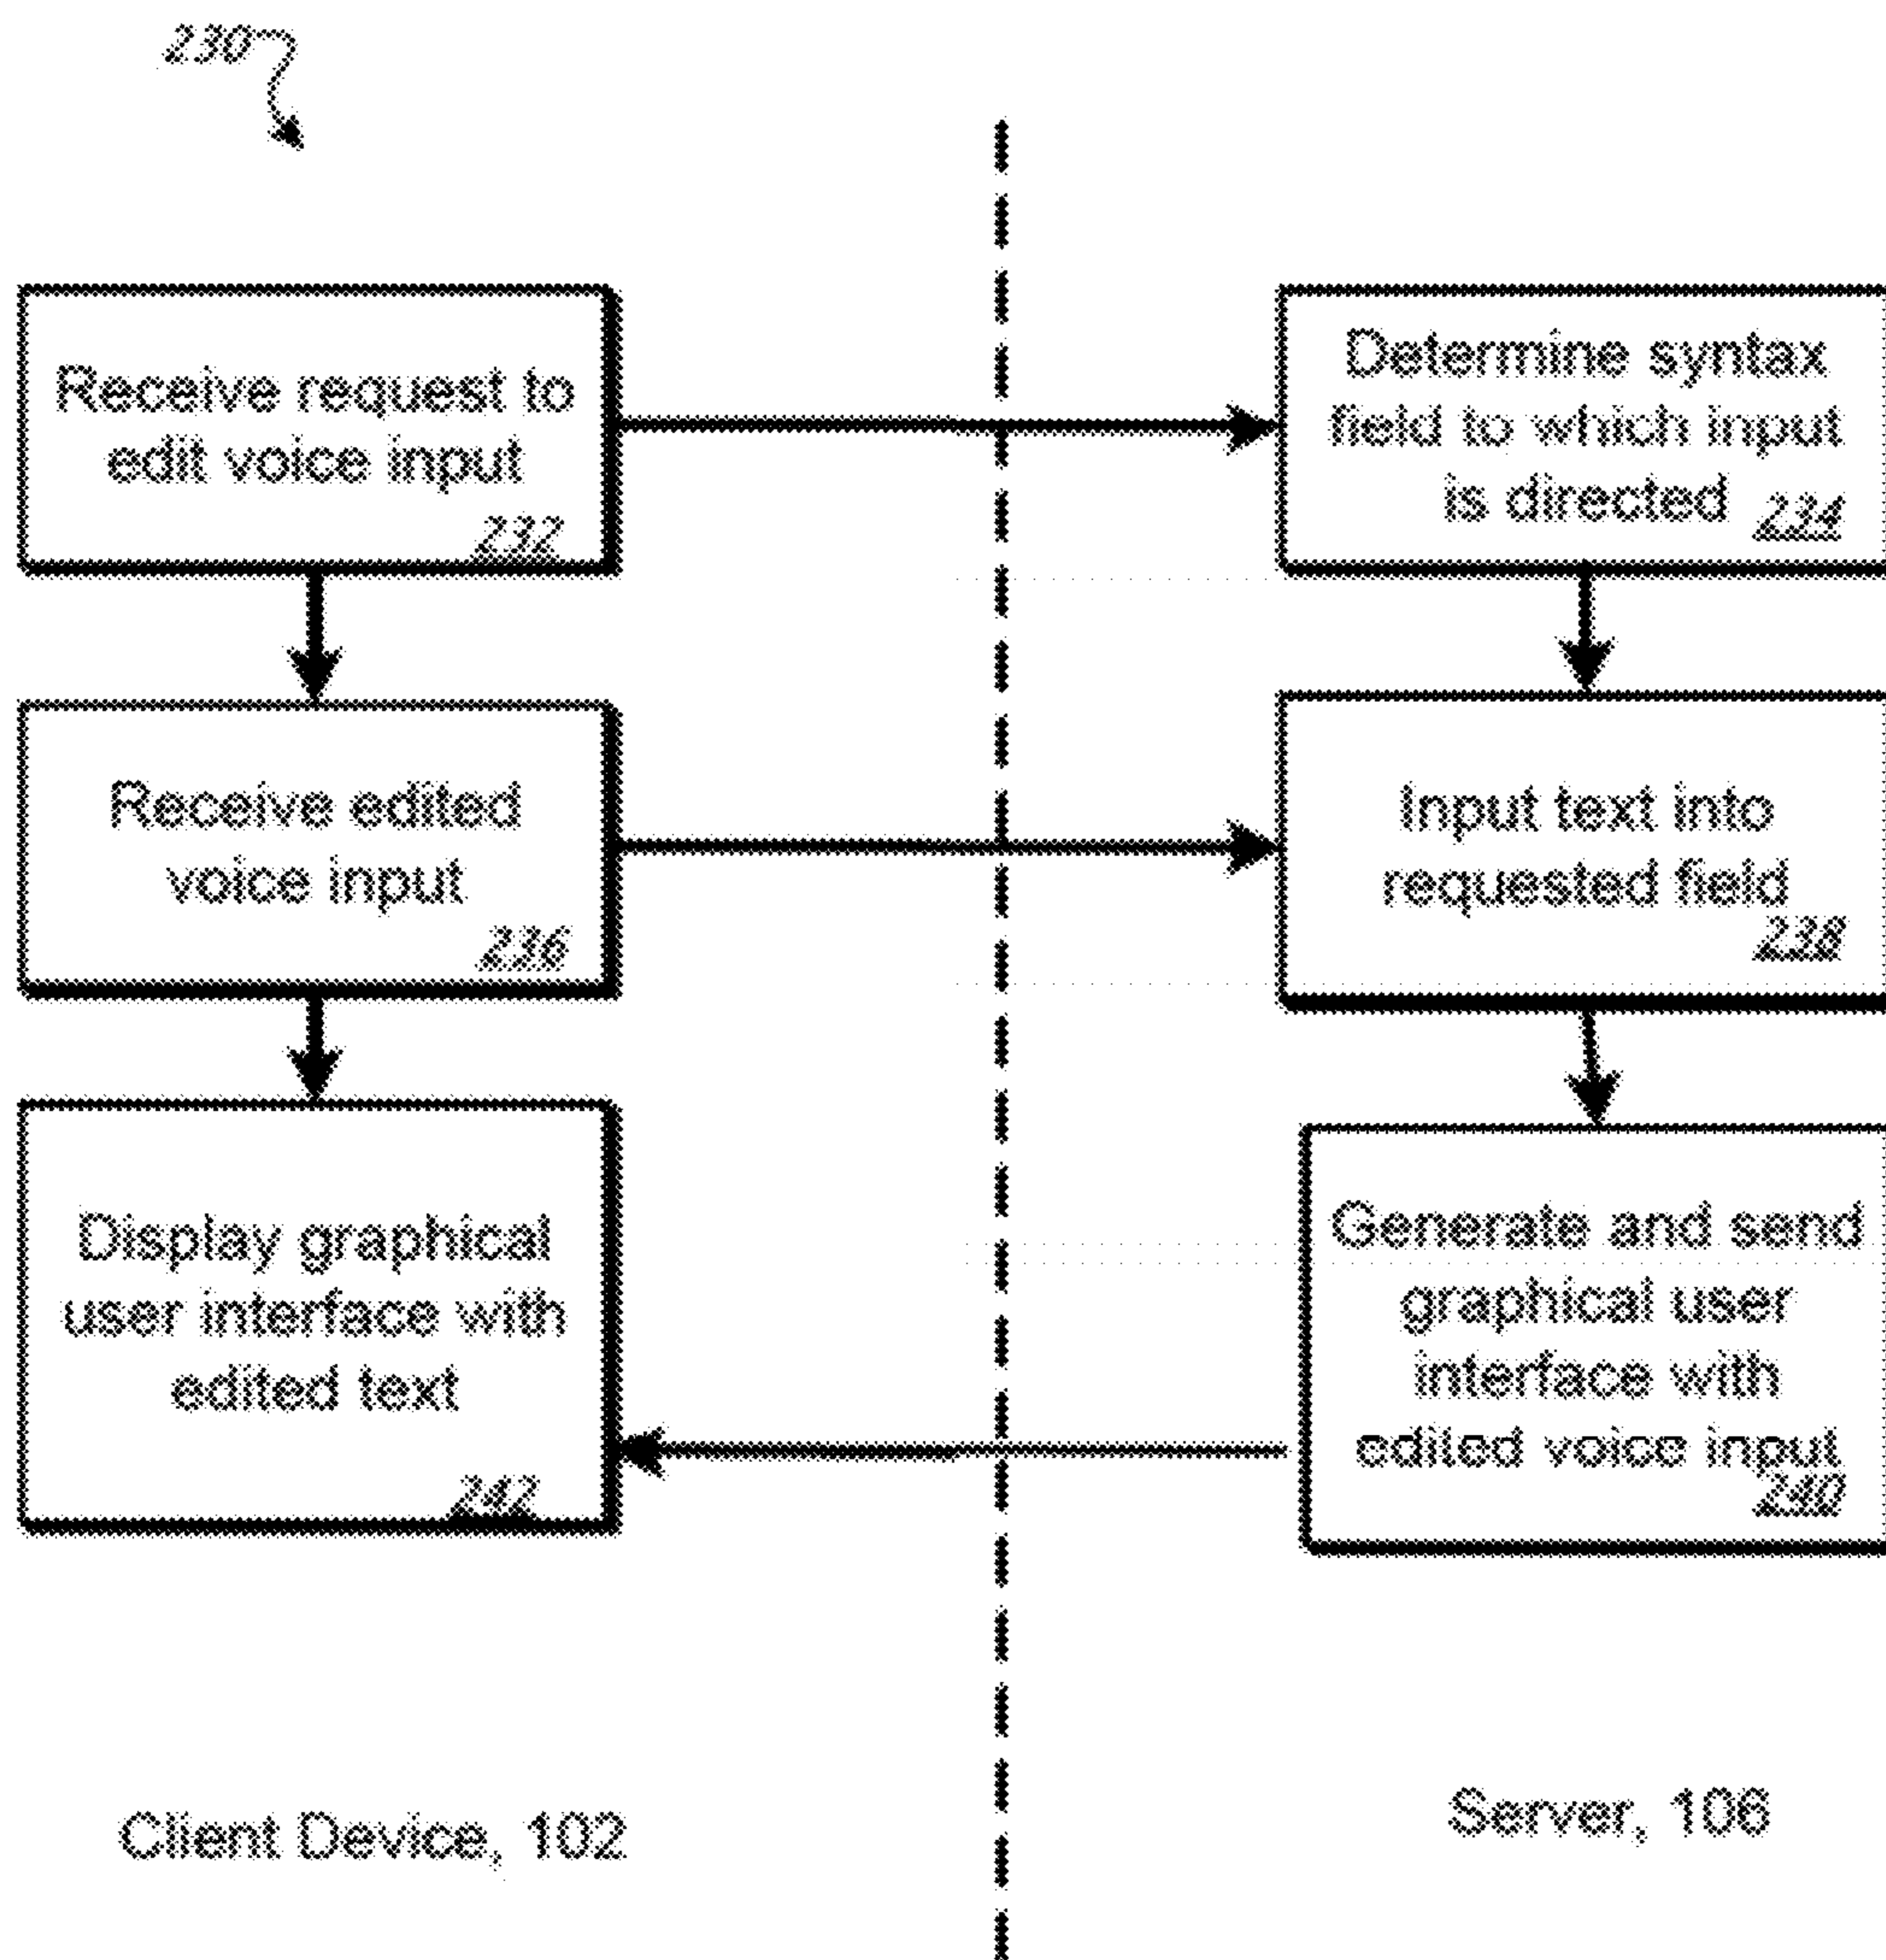 230
Receive request to
edit voice input
232
Determine syntax
field to which input
is directed 234
Receive edited
voice input
236
Input text into
requested field
238
Display graphical
user interface with
edited text
242
Generate and send
graphical user
interface with
edited voice input
240
Client Device, 102
Server, 106